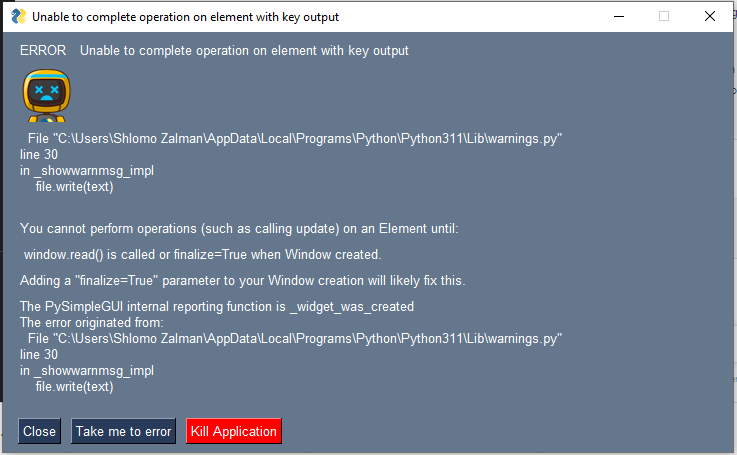 Unable to complete operation on element with key output
ERROR Unable to complete operation on element with key output
File "C:\Users\Shlomo Zalman\AppData\Local\Programs\Python\Python311\Lib\warnings.py"
line 30
in _showwarnmsg_impl
file.write(text)
You cannot perform operations (such as calling update) on an Element until:
window.read() is called or finalize=True when Window created.
Adding a "finalize=True" parameter to your Window creation will likely fix this.
The PySimpleGUI internal reporting function is _widget_was_created
The error originated from:
File "C:\Users\Shlomo Zalman\AppData\Local\Programs\Python\Python311\Lib\warnings.py"
line 30
in _showwarnmsg_impl
file.write(text)
Close Take me to error Kill Application